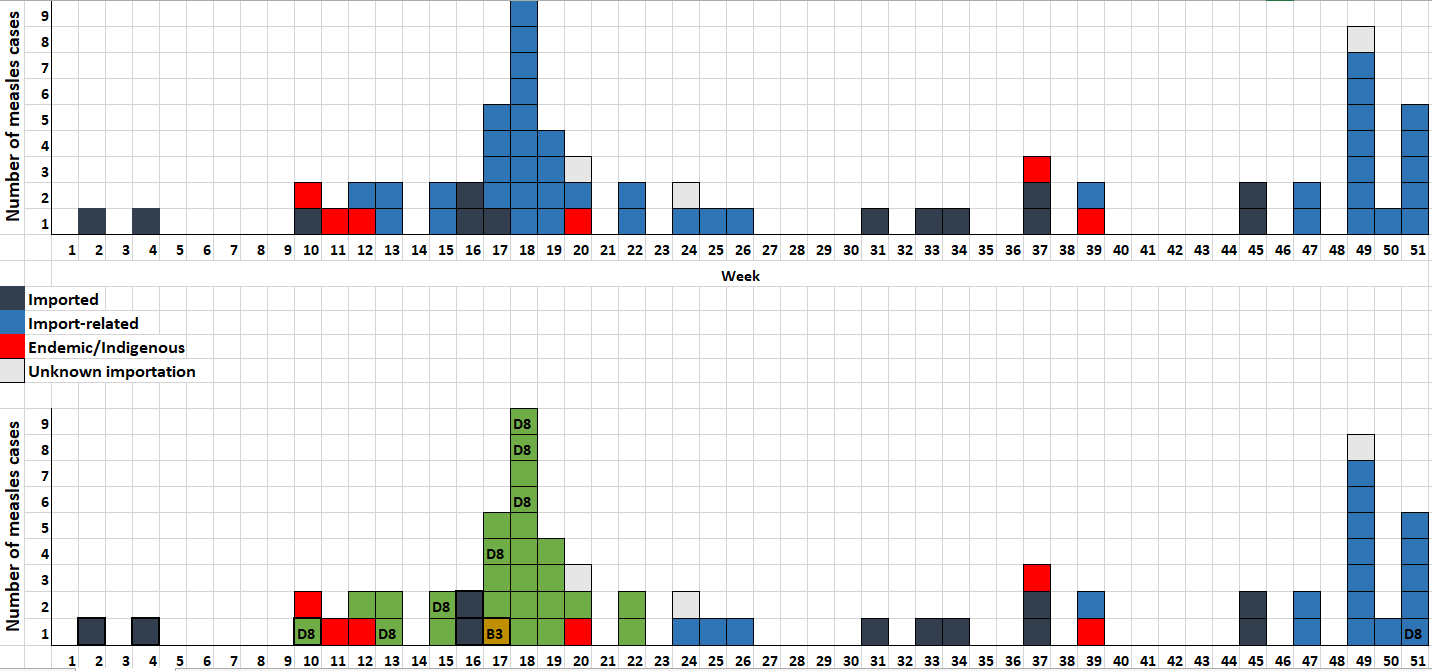 Number of measles cases
9
8
7
6
5
4
3
2
1
1 2 3 4 5 6 7 8 9 10 11 12 13 14 15 16 17 18 19 20 21 22 23 24 25 26 27 28 29 30 31 32 33 34 35 36 37 38 39 40 41 42 43 44 45 46 47 48 49 50 51
Week
Imported
Import-related
Endemic/Indigenous
Unknown importation
Number of measles cases
9 D8
8 D8
7
6 D8
5
4 D8
3
2 D8
1 D8 D8 B3 D8
1 2 3 4 5 6 7 8 9 10 11 12 13 14 15 16 17 18 19 20 21 22 23 24 25 26 27 28 29 30 31 32 33 34 35 36 37 38 39 40 41 42 43 44 45 46 47 48 49 50 51